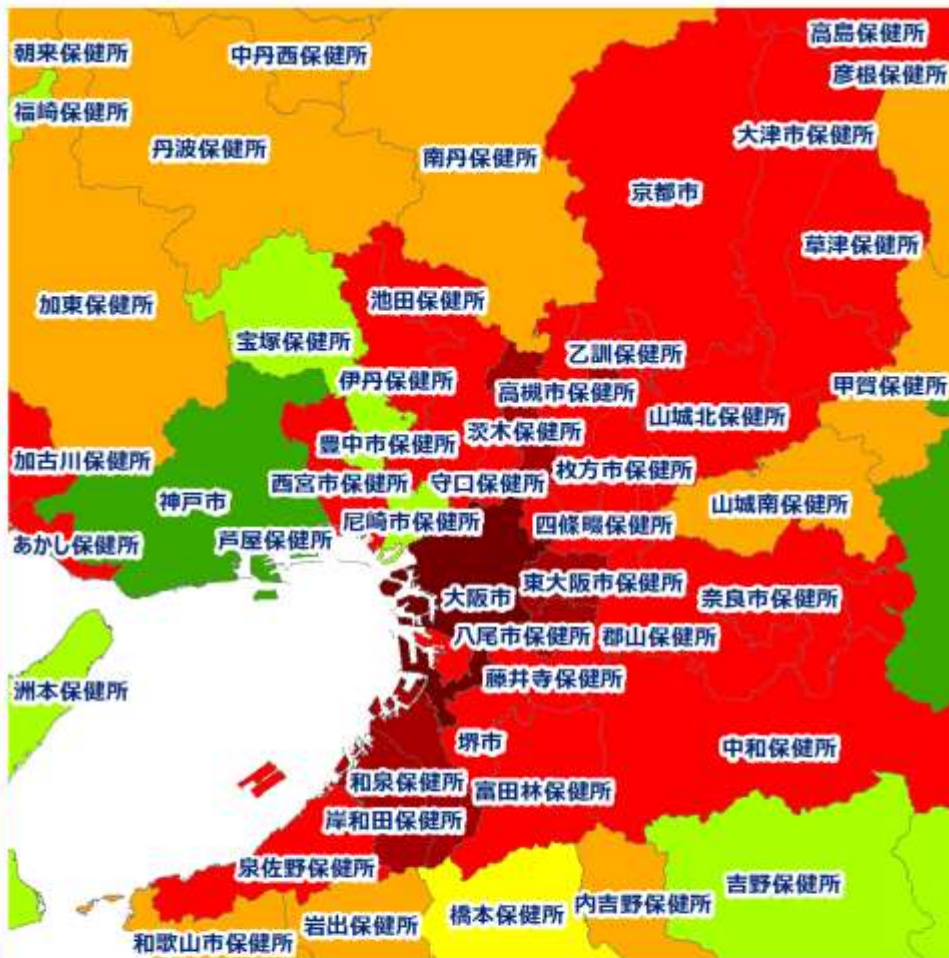 高島保健所
朝来保健所
中丹西保健所
彦根保健所
福崎保健所
大津市保健所
丹波保健所
南丹保健所
京都市
草津保健所
加東保健所
池田保健所
宝塚保健所
乙訓保健所
伊丹保健所
高槻市保健所
甲賀保健所
山城北保健所
茨木保健所
豊中市保健所
加古川保健所
枚方市保健所
西宮市保健所
守口保健所
神戸市
山城南保健所
尼崎市保健所
四條畷保健所
芦屋保健所
あかし保健所
東大阪市保健所
大阪市
奈良市保健所
八尾市保健所
郡山保健所
藤井寺保健所
洲本保健所
堺市
中和保健所
和泉保健所
富田林保健所
岸和田保健所
泉佐野保健所
吉野保健所
内吉野保健所
橋本保健所
岩出保健所
和歌山市保健所